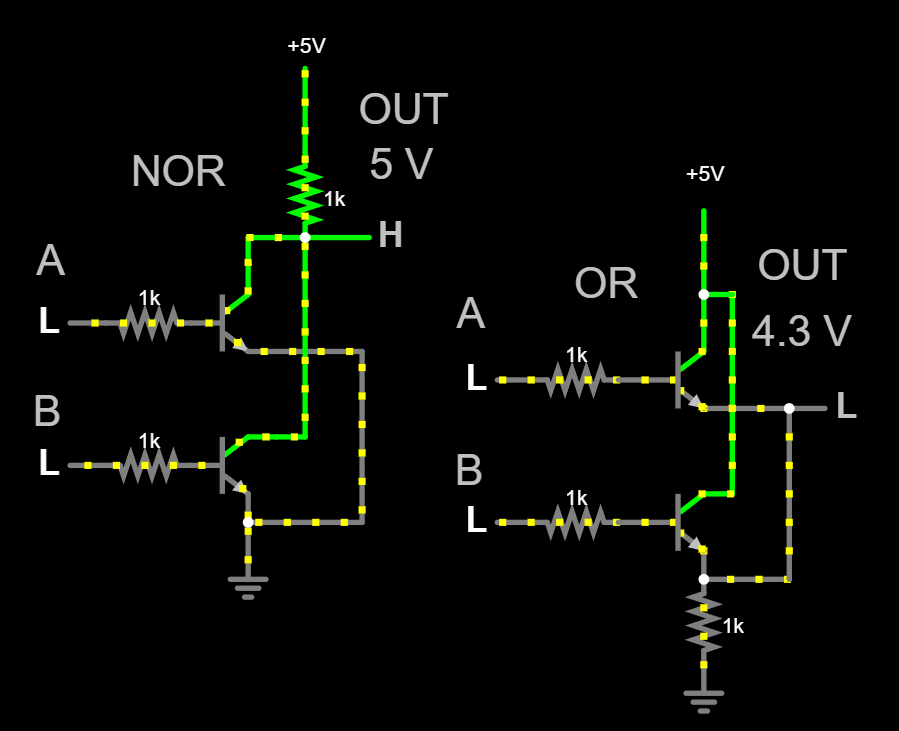 +5V
OUT
5 V
NOR
1k
H
A
1k
L
B
1k
L
+5V
OUT
4.3 V
OR
A
1k
L
L
B
1k
L
1k